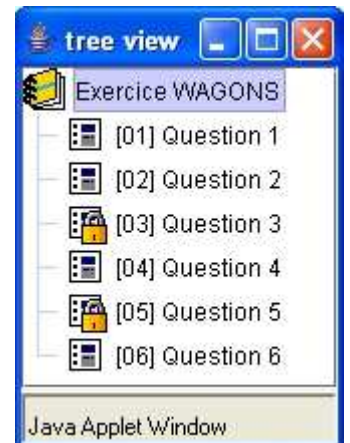 tree view
Exercice WAGONS
[01] Question 1
[02] Question 2
[03] Question 3
[04] Question 4
[05] Question 5
[06] Question 6
Java Applet Window